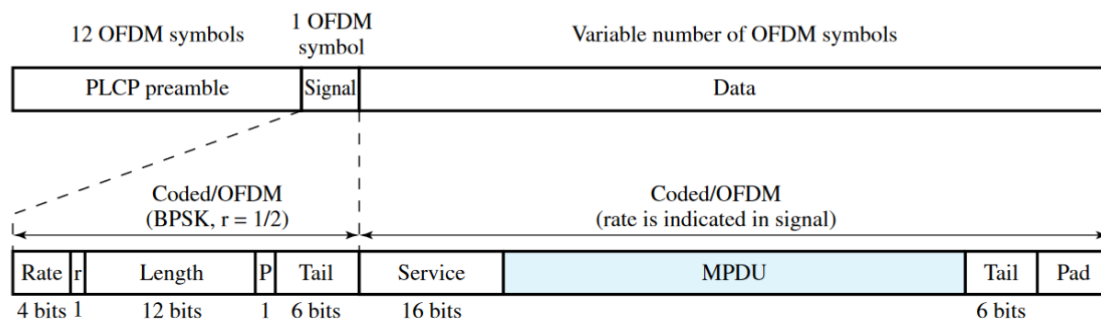 12 OFDM symbols
1 OFDM
symbol
Variable number of OFDM symbols
PLCP preamble
Signal
Data
Coded/OFDM
(BPSK, r = 1/2)
Coded/OFDM
(rate is indicated in signal)
Rate
r
Length
P
Tail
Service
MPDU
Tail
Pad
4 bits
1
12 bits
1
6 bits
16 bits
6 bits